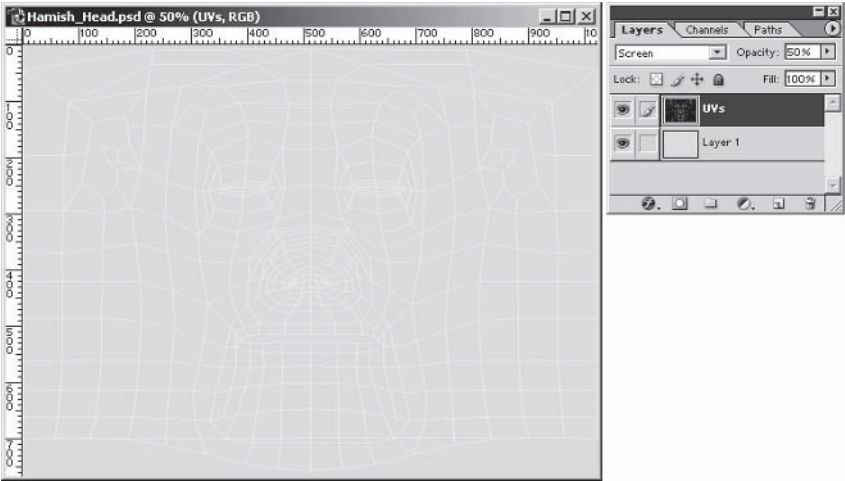 Hamish_Head.psd @ 50% (UVs, RGB)
0 100 200 300 400 500 600 700 800 900 10
0
100
200
300
400
500
600
700
Layers Channels Paths
Screen Opacity: 50%
Lock: Fill: 100%
UVs
Layer 1